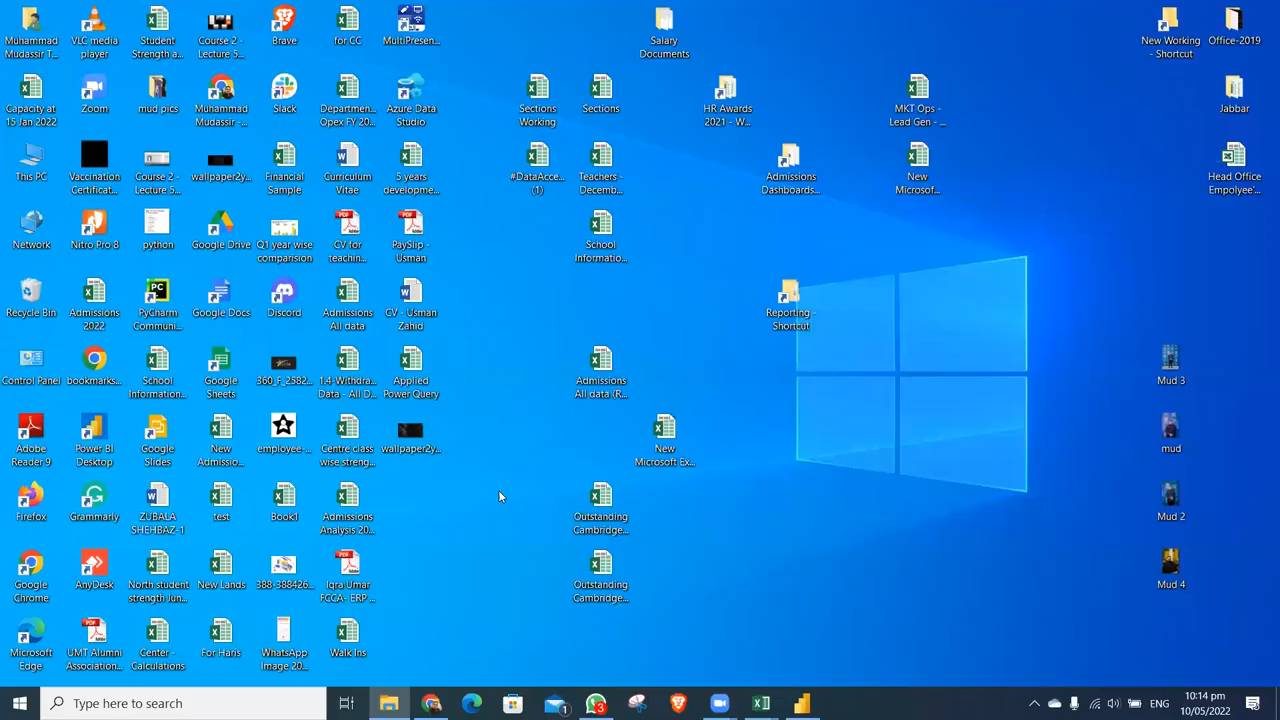 Muhammad
Mudassir T...
VLC media
player
Student
Strength a...
Course 2 -
Lecture 5...
Brave
for CC
MultiPresen...
Salary
Documents
New Working
- Shortcut
Office-2019
Capacity at
15 Jan 2022
Zoom
mud pics
Muhammad
Mudassir -...
Slack
Departmen...
Opex FY 20...
Azure Data
Studio
Sections
Working
Sections
HR Awards
2021 - W...
MKT Ops -
Lead Gen - ...
Jabbar
This PC
Vaccination
Certificat...
Course 2 -
Lecture 5...
wallpaper2y...
Financial
Sample
Curriculum
Vitae
5 years
developme...
#DataAcce...
(1)
Teachers -
Decemb...
Admissions
Dashboards...
New
Microsof...
Head Office
Empolyee'...
Network
Nitro Pro 8
python
Google Drive
Q1 year wise
comparision
CV for
teachin...
PaySlip -
Usman
School
Informatio...
Recycle Bin
Admissions
2022
PyCharm
Communi...
Google Docs
Discord
Admissions
All data
CV - Usman
Zahid
Reporting -
Shortcut
Control Panel
bookmarks...
School
Information...
Google
Sheets
360_F_2582...
1.4-Withdra...
Data - All D...
Applied
Power Query
Admissions
All data (R...
Mud 3
Adobe
Reader 9
Power BI
Desktop
Google
Slides
New
Admissio...
employee-...
Centre class
wise streng...
wallpaper2y...
New
Microsoft Ex...
mud
Firefox
Grammarly
ZUBALA
SHEHBAZ-1
test
Book1
Admissions
Analysis 20...
Outstanding
Cambridge...
Mud 2
Google
Chrome
AnyDesk
North student
strength Jun...
New Lands
388-388426...
Iqra Umar
FCCA- ERP ...
Outstanding
Cambridge...
Mud 4
Microsoft
Edge
UMT Alumni
Association...
Center -
Calculations
For Haris
WhatsApp
Image 20...
Walk Ins
Type here to search
1
3
ENG
10:14 pm
10/05/2022